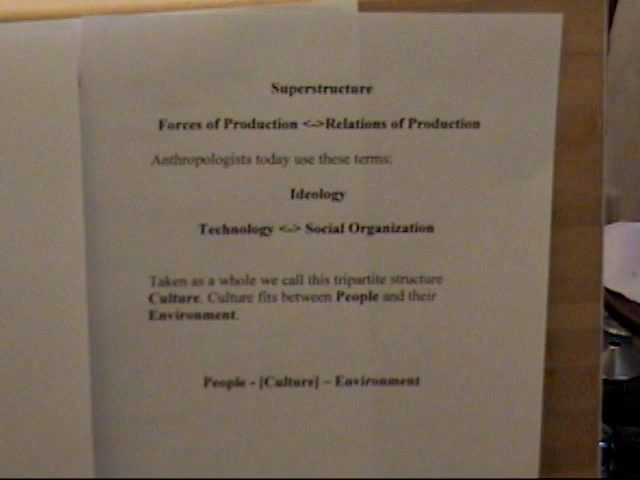 Superstructure
Forces of Production <->Relations of Production
Anthropologists today use these terms:
Ideology
Technology <-> Social Organization
Taken as a whole we call this tripartite structure
Culture. Culture fits between People and their
Environment.
People - [Culture] – Environment